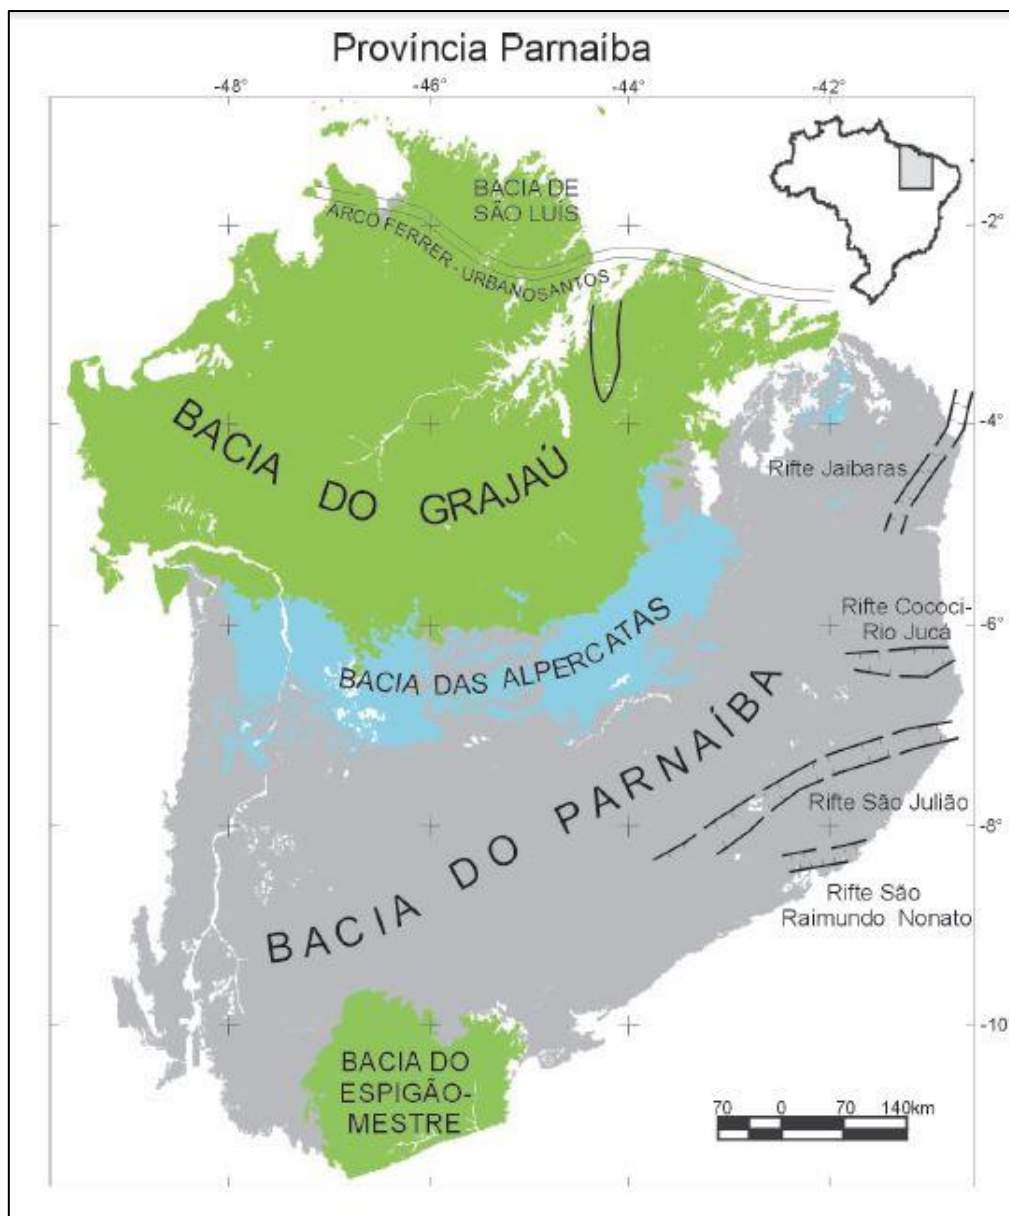 Província Parnaíba
-48° -46° -44° -42°
BACIA DE
SÃO LUÍS
-2°
ARCO FERRER - URBANOSANTOS
BACIA DO GRAJAÚ
-4°
Rifte Jaibaras
Rifte Cococi-
Rio Jucá
-6°
BACIA DAS ALPERCATAS
BACIA DO PARNAÍBA
Rifte São Julião
-8°
Rifte São
Raimundo Nonato
-10°
BACIA DO
ESPIGÃO-
MESTRE
70 0 70 140km